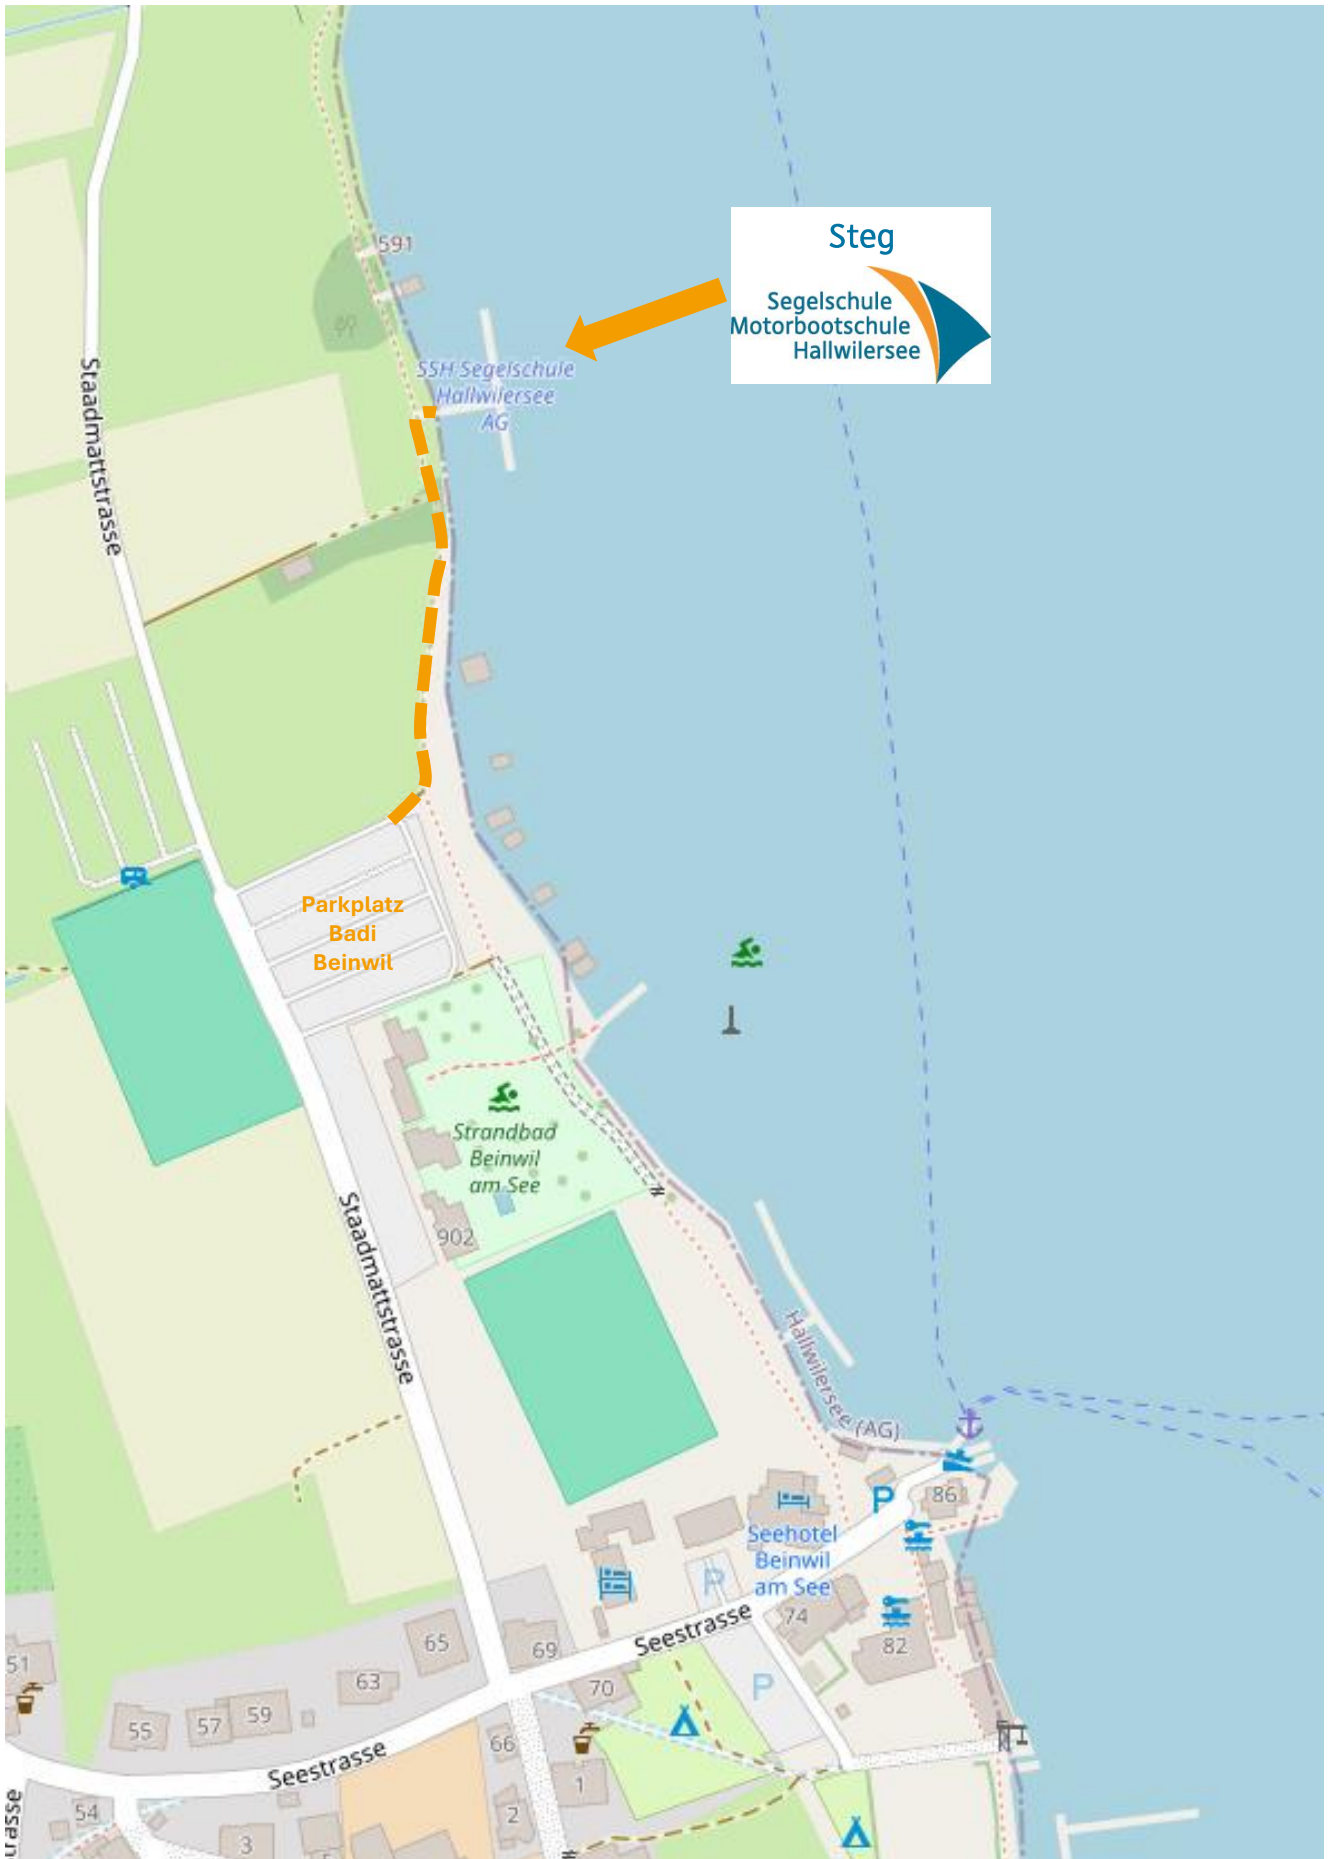 591
Steg
Segelschule
Motorbootschule
Hallwilersee
SSH Segelschule
Hallwilersee
AG
Staadmattstrasse
Parkplatz
Badi
Beinwil
Strandbad
Beinwil
am See
902
Staadmattstrasse
Hallwilersee (AG)
P
86
Seehotel
Beinwil
am See
P
74
Seestrasse
82
65
69
51
63
70
P
59
57
55
66
Seestrasse
1
54
2
3